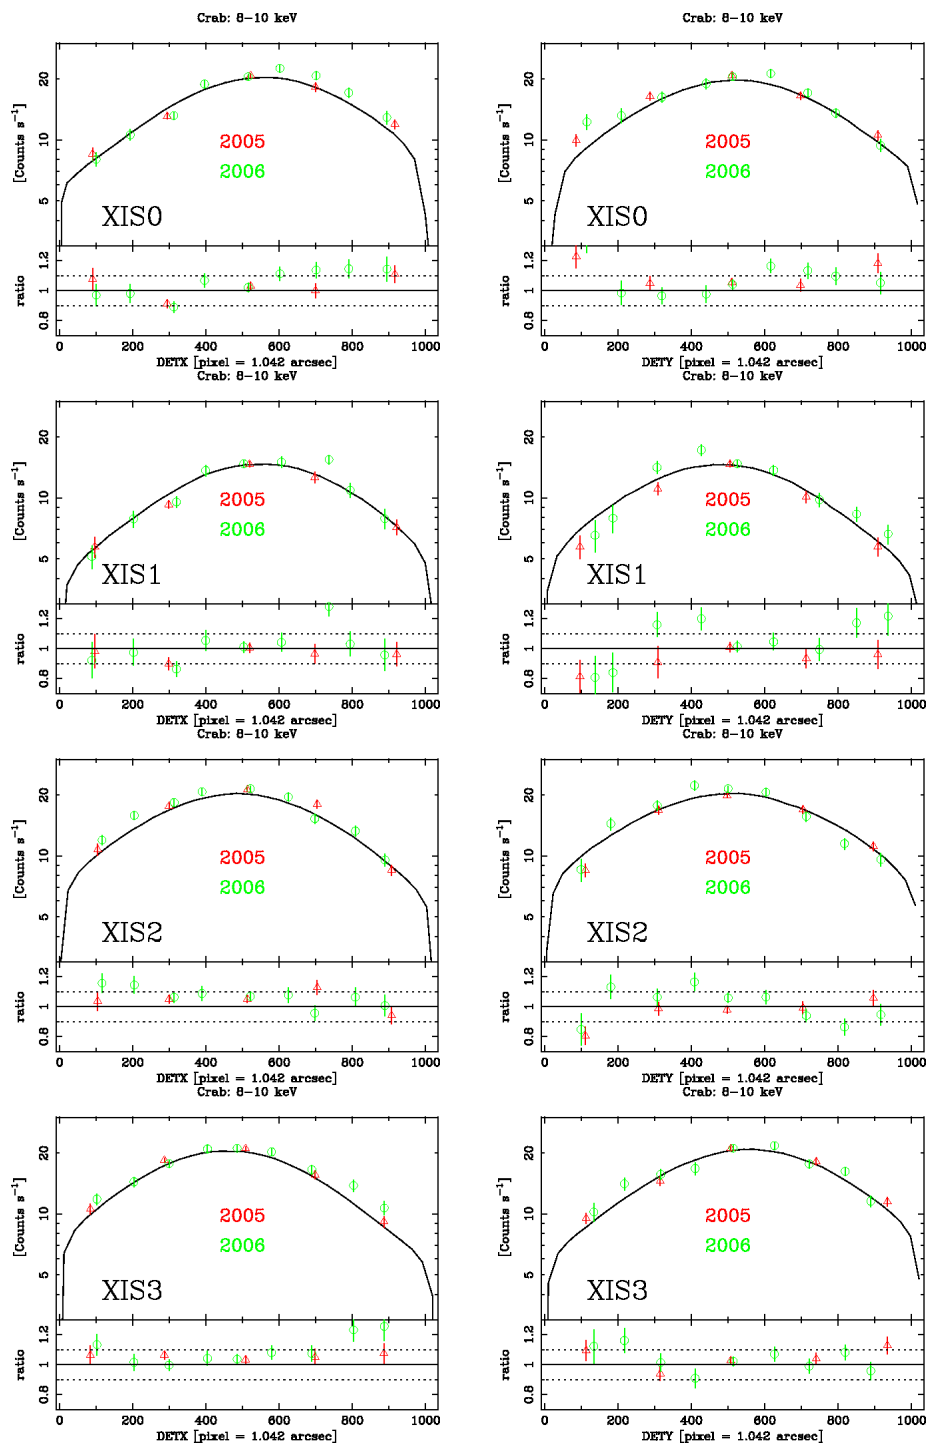 Crab: 8-10 keV
[Counts s⁻¹]
20
10
5
2005
2006
XIS0
ratio
1.2
1
0.8
0 200 400 600 800 1000
DETX [pixel = 1.042 arcsec]
Crab: 8-10 keV
[Counts s⁻¹]
20
10
5
2005
2006
XIS0
ratio
1.2
1
0.8
0 200 400 600 800 1000
DETY [pixel = 1.042 arcsec]
Crab: 8-10 keV
[Counts s⁻¹]
20
10
5
2005
2006
XIS1
ratio
1.2
1
0.8
0 200 400 600 800 1000
DETX [pixel = 1.042 arcsec]
Crab: 8-10 keV
[Counts s⁻¹]
20
10
5
2005
2006
XIS1
ratio
1.2
1
0.8
0 200 400 600 800 1000
DETY [pixel = 1.042 arcsec]
Crab: 8-10 keV
[Counts s⁻¹]
20
10
5
2005
2006
XIS2
ratio
1.2
1
0.8
0 200 400 600 800 1000
DETX [pixel = 1.042 arcsec]
Crab: 8-10 keV
[Counts s⁻¹]
20
10
5
2005
2006
XIS2
ratio
1.2
1
0.8
0 200 400 600 800 1000
DETY [pixel = 1.042 arcsec]
Crab: 8-10 keV
[Counts s⁻¹]
20
10
5
2005
2006
XIS3
ratio
1.2
1
0.8
0 200 400 600 800 1000
DETX [pixel = 1.042 arcsec]
Crab: 8-10 keV
[Counts s⁻¹]
20
10
5
2005
2006
XIS3
ratio
1.2
1
0.8
0 200 400 600 800 1000
DETY [pixel = 1.042 arcsec]